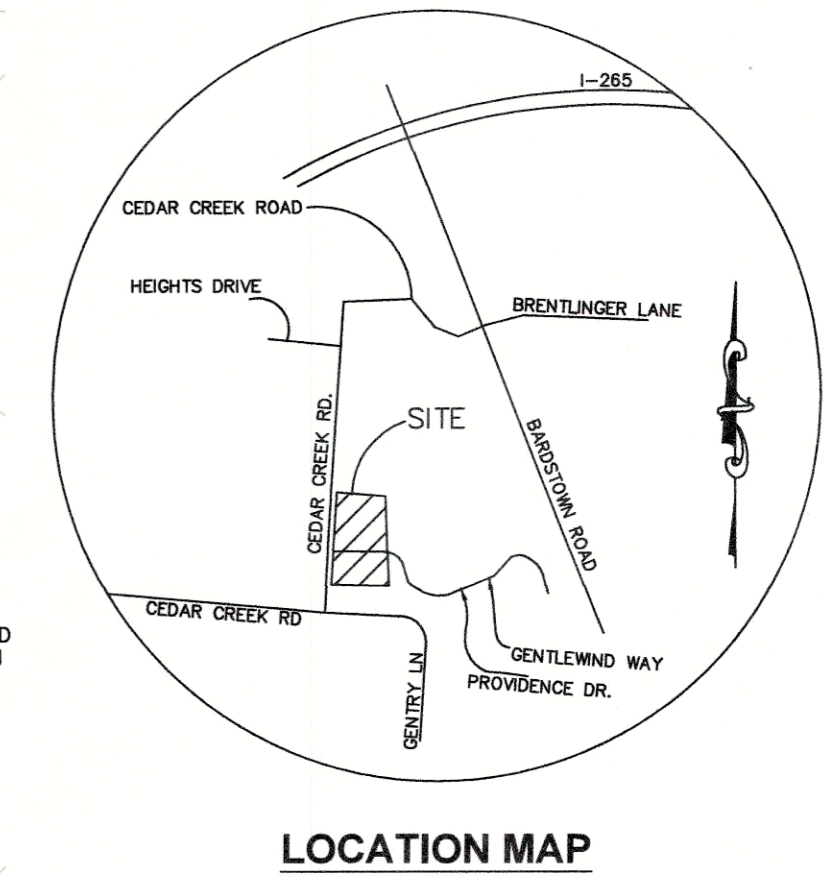 I-265
CEDAR CREEK ROAD
HEIGHTS DRIVE
BRENTLINGER LANE
SITE
CEDAR CREEK RD.
BARDSTOWN ROAD
CEDAR CREEK RD
D
GENTLEWIND WAY
PROVIDENCE DR.
GENTRY LN
LOCATION MAP